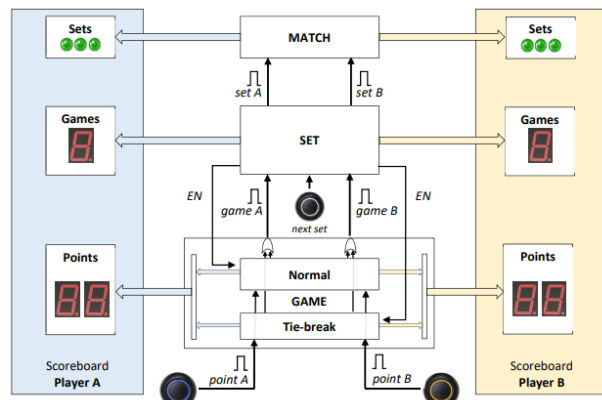 Sets
MATCH
Sets
set A
set B
Games
SET
Games
EN
game A
game B
EN
next set
Points
Normal
Points
GAME
Tie-break
Scoreboard
Player A
point A
point B
Scoreboard
Player B